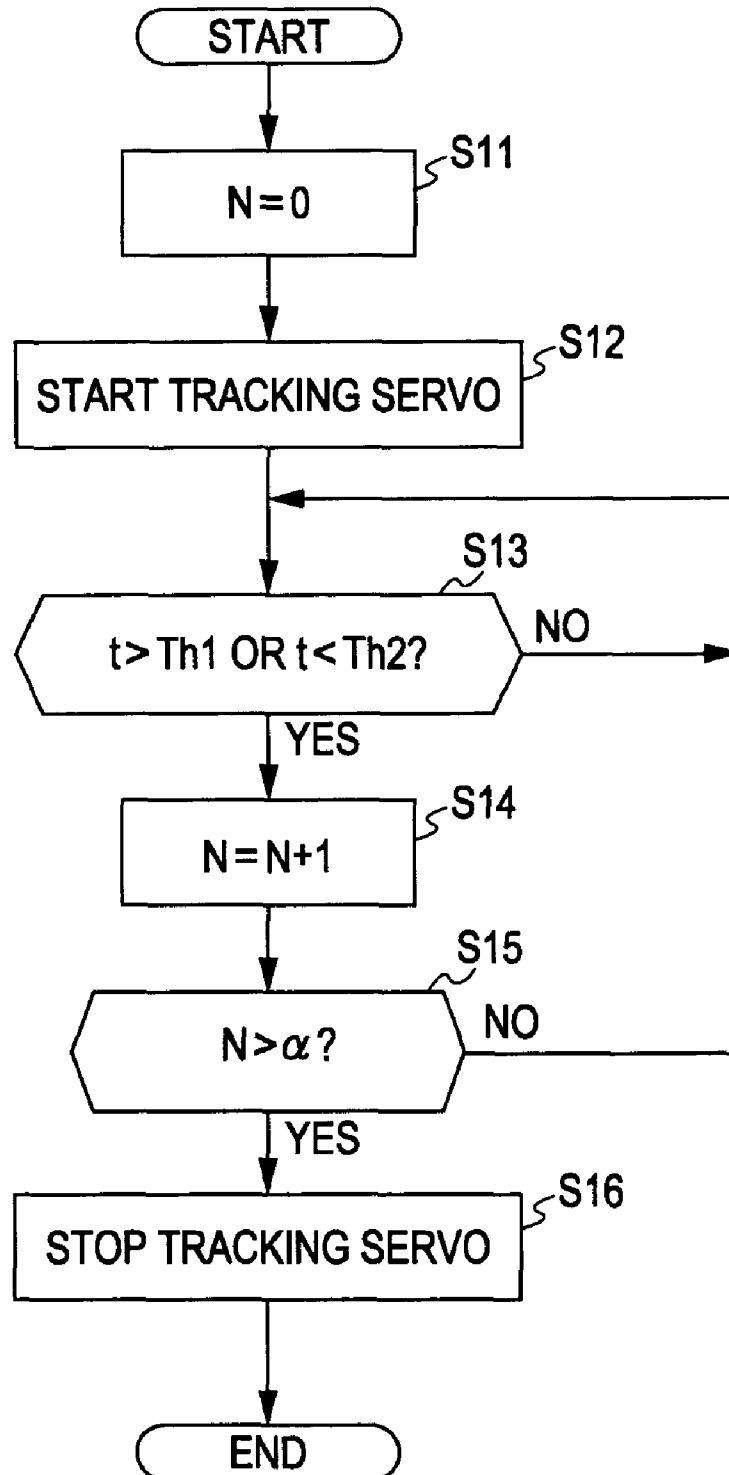 START
S11
N=0
S12
START TRACKING SERVO
S13
t>Th1 OR t<Th2?
NO
YES
S14
N=N+1
S15
N>α?
NO
YES
S16
STOP TRACKING SERVO
END